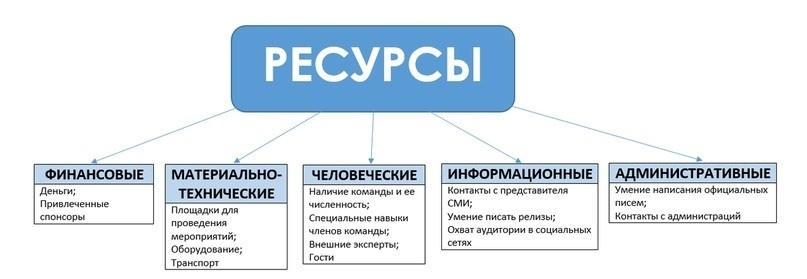 РЕСУРСЫ
ФИНАНСОВЫЕ
Деньги;
Привлеченные
спонсоры
МАТЕРИАЛЬНО-
ТЕХНИЧЕСКИЕ
Площадки для
проведения
мероприятий;
Оборудование;
Транспорт
ЧЕЛОВЕЧЕСКИЕ
Наличие команды и ее
численность;
Специальные навыки
членов команды;
Внешние эксперты;
Гости
ИНФОРМАЦИОННЫЕ
Контакты с представителя
СМИ;
Умение писать релизы;
Охват аудитории в социальных
сетях
АДМИНИСТРАТИВНЫЕ
Умение написания официальных
писем;
Контакты с администраций